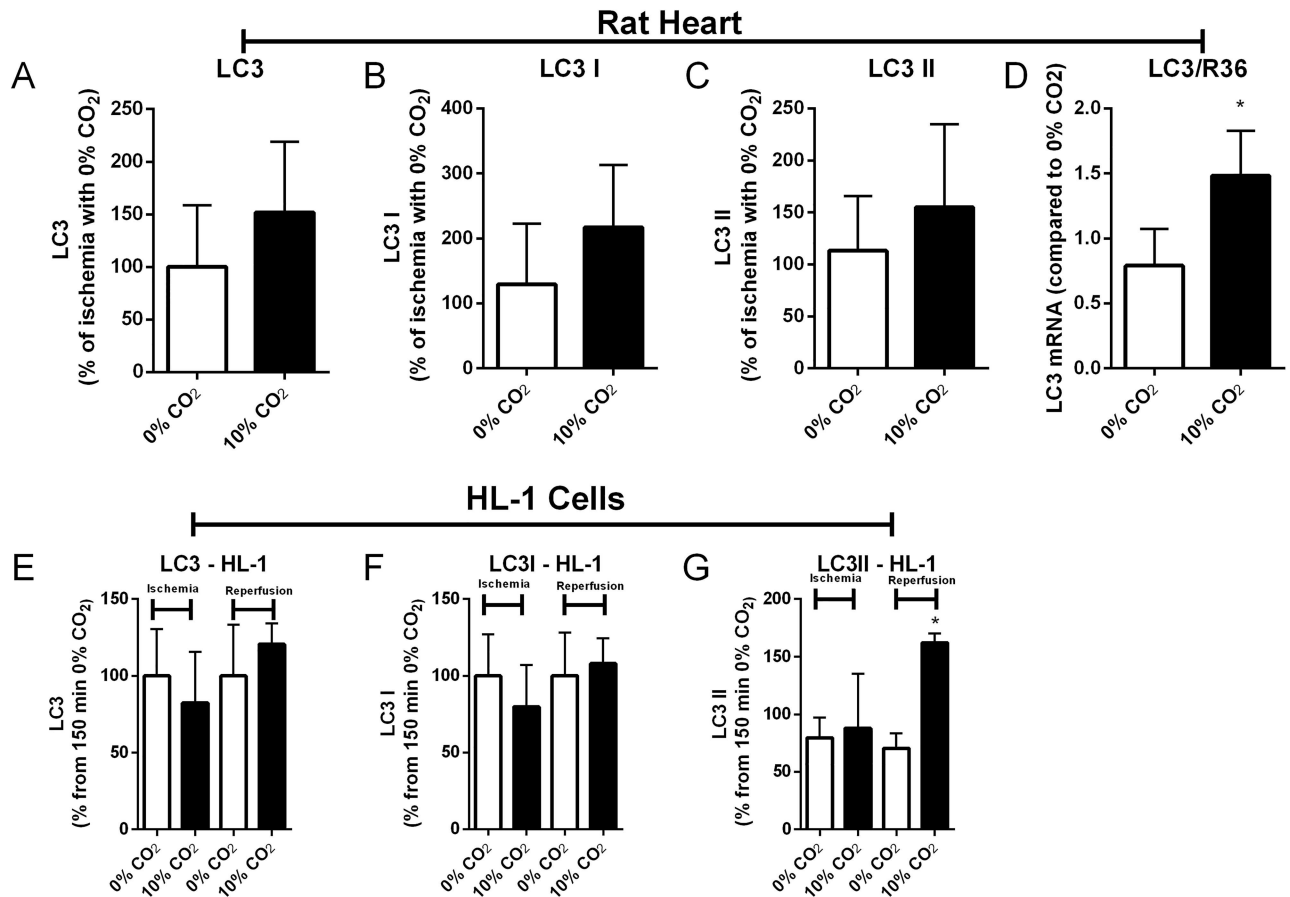 Rat Heart
A
LC3
LC3
(% of ischemia with 0% CO2)
250
200
150
100
50
0
0% CO2
10% CO2
B
LC3 I
LC3 I
(% of ischemia with 0% CO2)
400
300
200
100
0
0% CO2
10% CO2
C
LC3 II
LC3 II
(% of ischemia with 0% CO2)
250
200
150
100
50
0
0% CO2
10% CO2
D
LC3/R36
LC3 mRNA (compared to 0% CO2)
2.0
1.5
1.0
0.5
0.0
*
0% CO2
10% CO2
HL-1 Cells
E
LC3 - HL-1
Ischemia
Reperfusion
LC3
(% from 150 min 0% CO2)
150
100
50
0
0% CO2
10% CO2
0% CO2
10% CO2
F
LC3I - HL-1
Ischemia
Reperfusion
LC3 I
(% from 150 min 0% CO2)
150
100
50
0
0% CO2
10% CO2
0% CO2
10% CO2
G
LC3II - HL-1
Ischemia
Reperfusion
LC3 II
(% from 150 min 0% CO2)
200
150
100
50
0
*
0% CO2
10% CO2
0% CO2
10% CO2